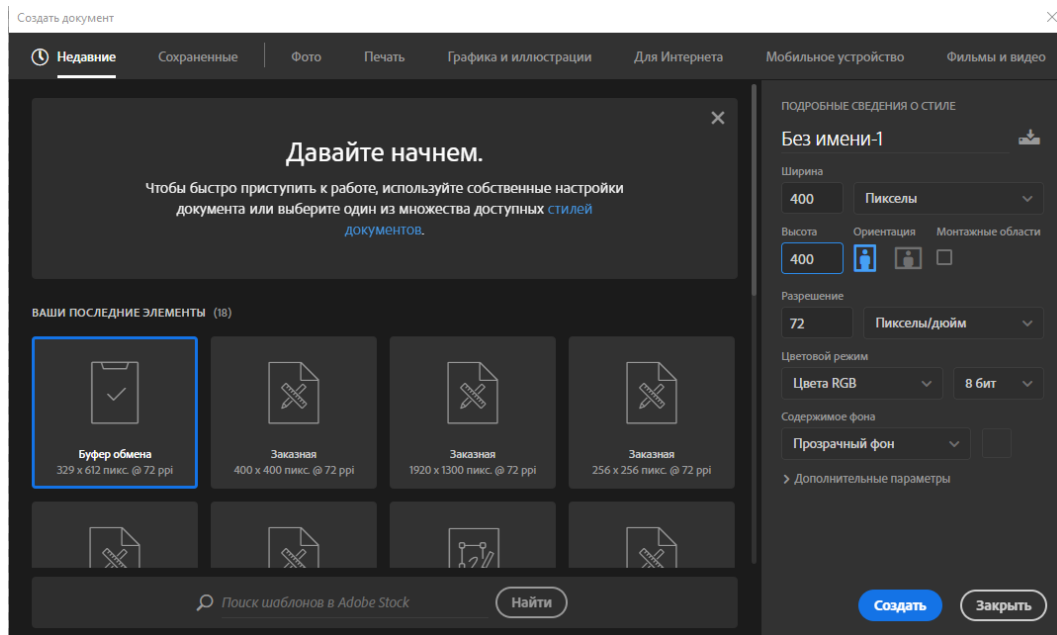 Создать документ
Недавние Сохраненные Фото Печать Графика и иллюстрации Для Интернета Мобильное устройство Фильмы и видео
Давайте начнем.
Чтобы быстро приступить к работе, используйте собственные настройки
документа или выберите один из множества доступных стилей
документов.
ВАШИ ПОСЛЕДНИЕ ЭЛЕМЕНТЫ (18)
Буфер обмена
329 x 612 пикс. @ 72 ppi
Заказная
400 x 400 пикс. @ 72 ppi
Заказная
1920 x 1300 пикс. @ 72 ppi
Заказная
256 x 256 пикс. @ 72 ppi
Поиск шаблонов в Adobe Stock Найти
ПОДРОБНЫЕ СВЕДЕНИЯ О СТИЛЕ
Без имени-1
Ширина
400 Пикселы
Высота Ориентация Монтажные области
400
Разрешение
72 Пикселы/дюйм
Цветовой режим
Цвета RGB 8 бит
Содержимое фона
Прозрачный фон
Дополнительные параметры
Создать Закрыть